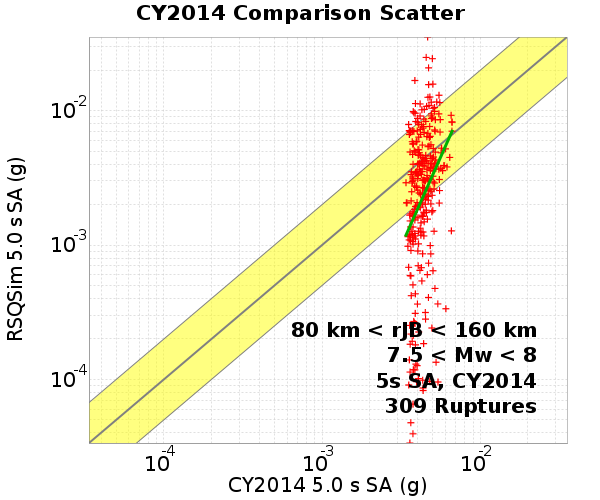 CY2014 Comparison Scatter
RSQSim 5.0 s SA (g)
10^-2
10^-3
10^-4
80 km < rJB < 160 km
7.5 < Mw < 8
5s SA, CY2014
309 Ruptures
10^-4 10^-3 10^-2
CY2014 5.0 s SA (g)